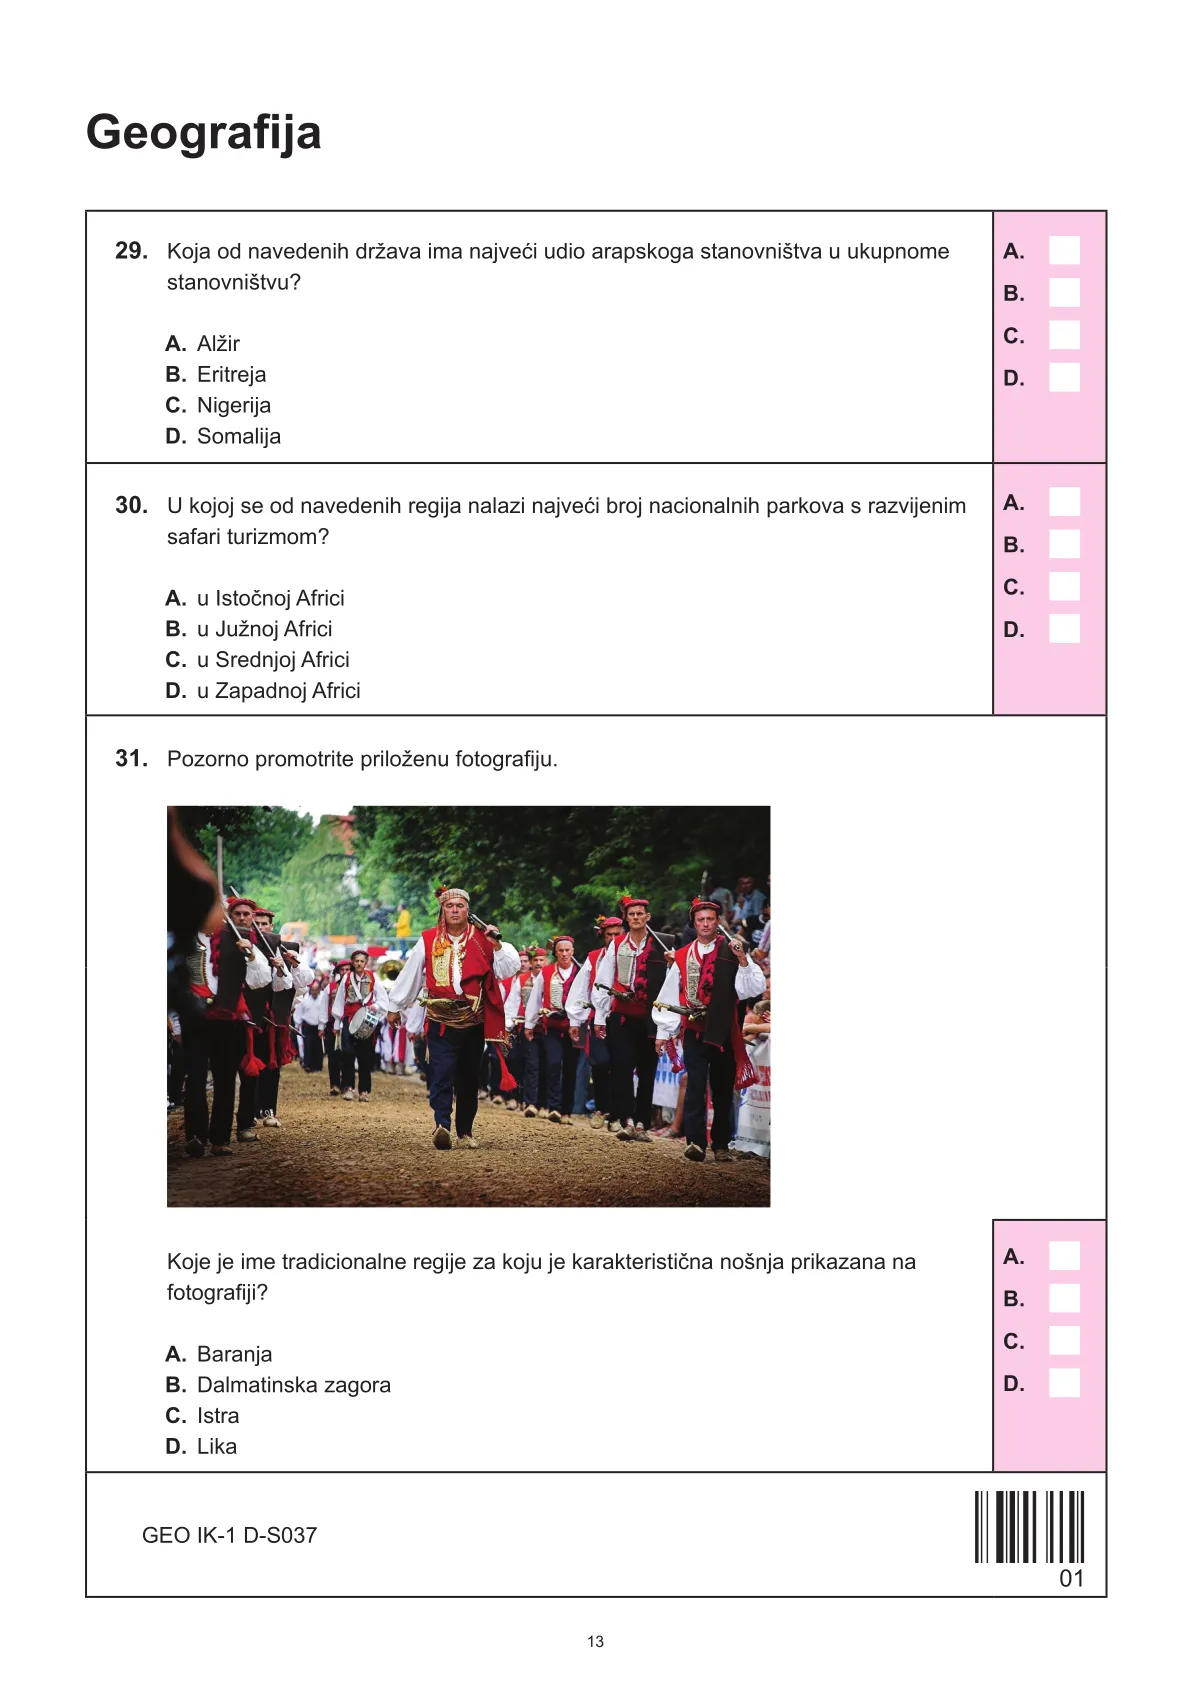 Geografija
29. Koja od navedenih država ima najveći udio arapskoga stanovništva u ukupnome
stanovništvu?
A. Alžir
B. Eritreja
C. Nigerija
D. Somalija
A.
B.
C.
D.
30. U kojoj se od navedenih regija nalazi najveći broj nacionalnih parkova s razvijenim
safari turizmom?
A. u Istočnoj Africi
B. u Južnoj Africi
C. u Srednjoj Africi
D. u Zapadnoj Africi
A.
B.
C.
D.
31. Pozorno promotrite priloženu fotografiju.
Koje je ime tradicionalne regije za koju je karakteristična nošnja prikazana na
fotografiji?
A. Baranja
B. Dalmatinska zagora
C. Istra
D. Lika
A.
B.
C.
D.
GEO IK-1 D-S037
01
13